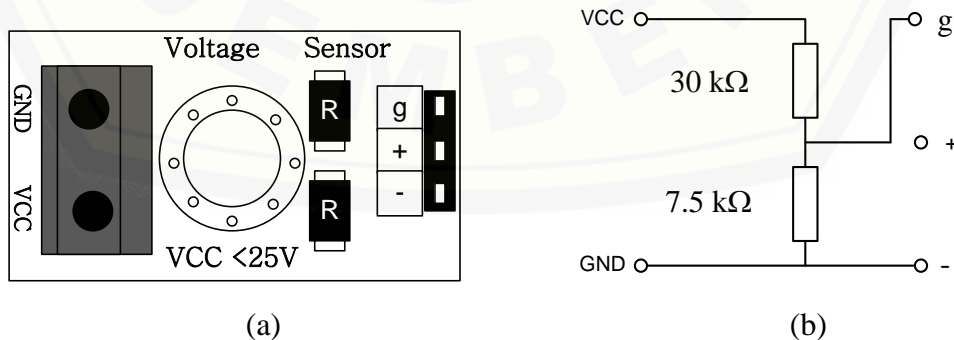 Voltage Sensor
GND
VCC
R
R
g
+
-
VCC <25V
(a)
VCC
30 kΩ
7.5 kΩ
GND
g
+
-
(b)